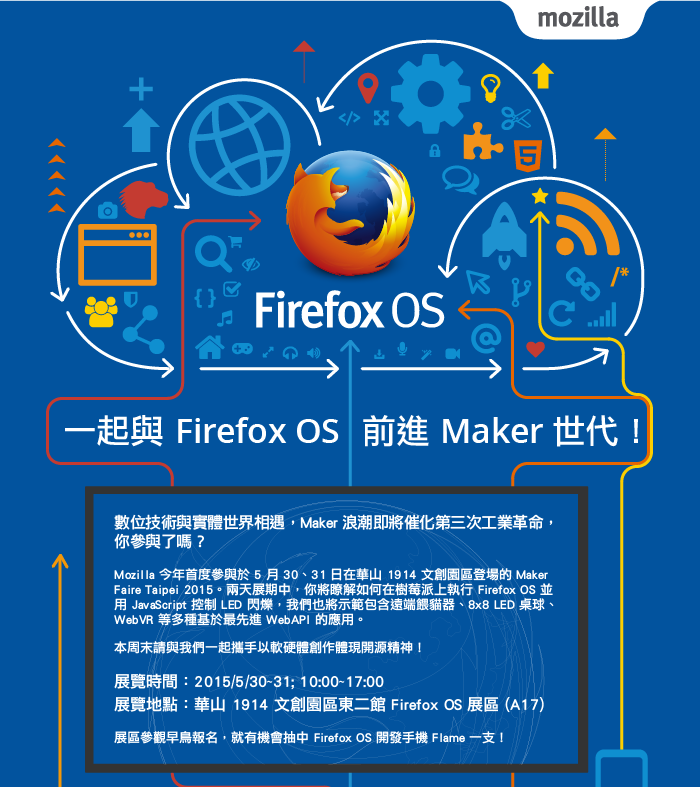 mozilla
</>
5
/*
{}
@
Firefox OS
一起與 Firefox OS 前進 Maker 世代！
數位技術與實體世界相遇，Maker 浪潮即將催化第三次工業革命，
你參與了嗎？
Mozilla 今年首度參與於 5 月 30、31 日在華山 1914 文創園區登場的 Maker
Faire Taipei 2015。兩天展期中，你將瞭解如何在樹莓派上執行 Firefox OS 並
用 JavaScript 控制 LED 閃爍，我們也將示範包含遠端餵貓器、8x8 LED 桌球、
WebVR 等多種基於最先進 WebAPI 的應用。
本周末請與我們一起攜手以軟硬體創作體現開源精神！
展覽時間：2015/5/30~31; 10:00~17:00
展覽地點：華山 1914 文創園區東二館 Firefox OS 展區 (A17)
展區參觀早鳥報名，就有機會抽中 Firefox OS 開發手機 Flame 一支！